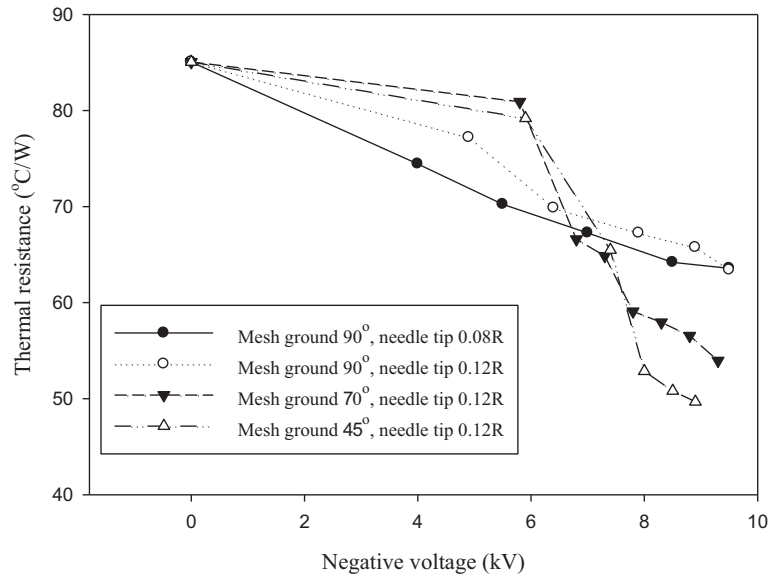 90
80
70
60
50
40
Thermal resistance (°C/W)
Mesh ground 90°, needle tip 0.08R
Mesh ground 90°, needle tip 0.12R
Mesh ground 70°, needle tip 0.12R
Mesh ground 45°, needle tip 0.12R
0 2 4 6 8 10
Negative voltage (kV)